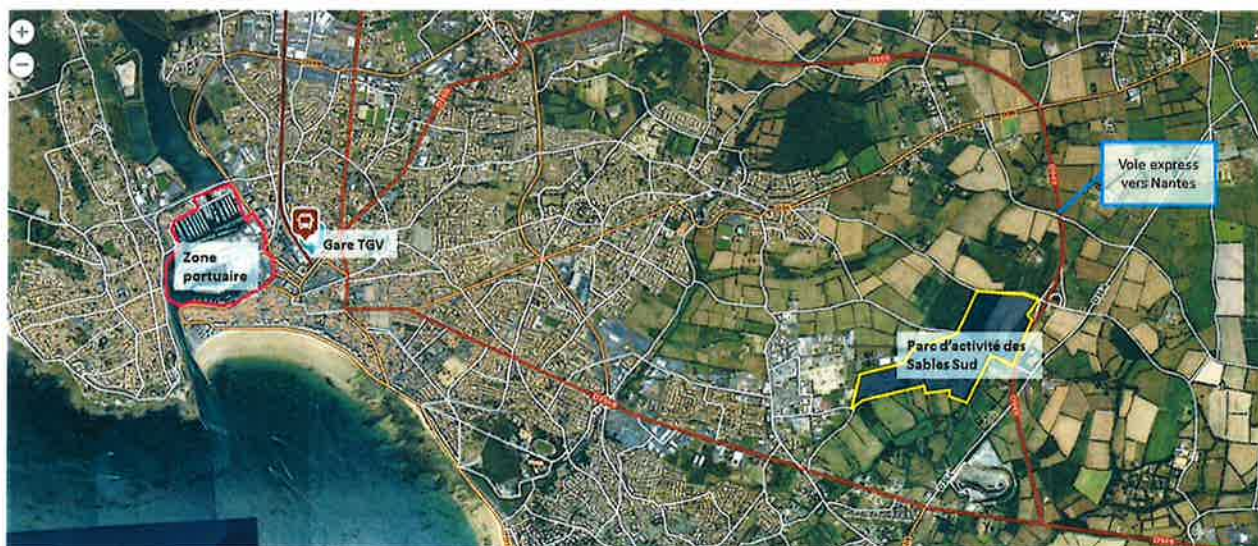 +
−
Zone
portuaire
Gare TGV
Voie express
vers Nantes
Parc d'activité des
Sables Sud